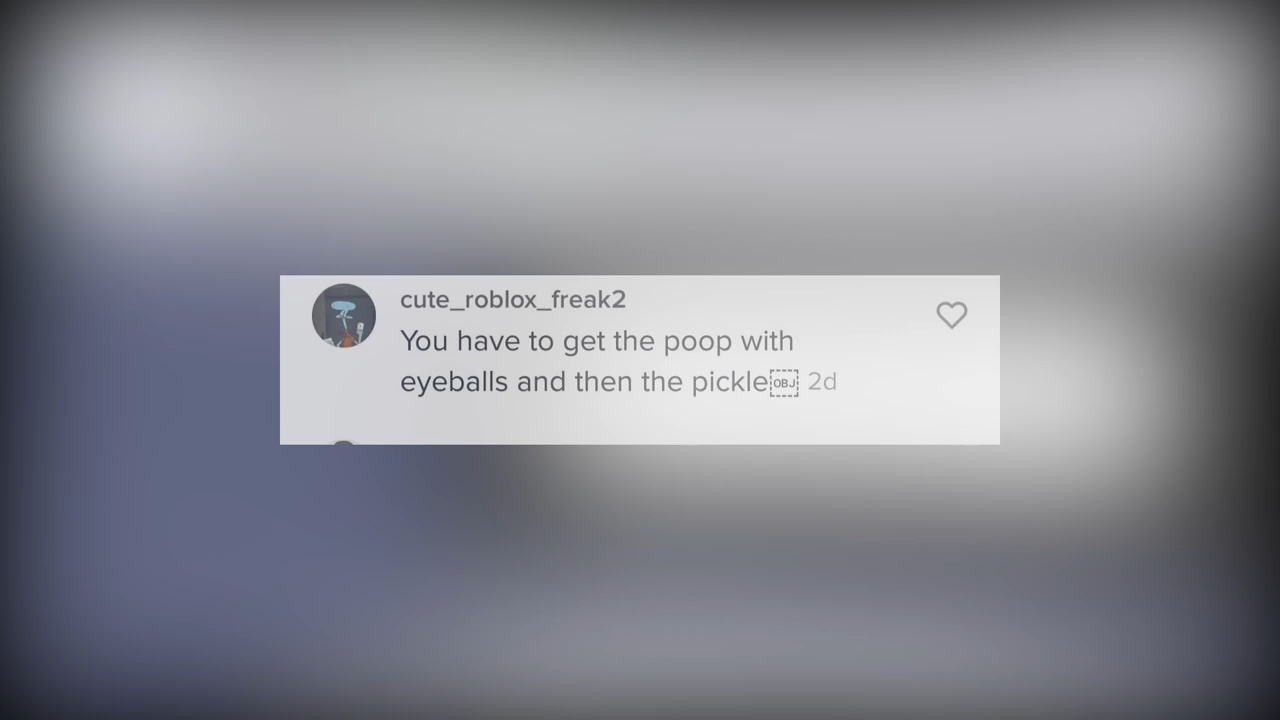 cute_roblox_freak2
You have to get the poop with
eyeballs and then the pickle￼ 2d